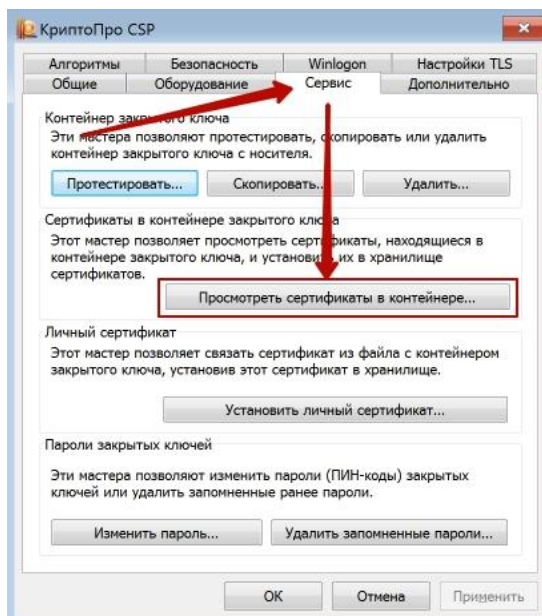 КриптоПро CSP
Алгоритмы Безопасность Winlogon Настройки TLS
Общие Оборудование Сервис Дополнительно
Контейнер закрытого ключа
Эти мастера позволяют протестировать, скопировать или удалить
контейнер закрытого ключа с носителя.
Протестировать... Скопировать... Удалить...
Сертификаты в контейнере закрытого ключа
Этот мастер позволяет просмотреть сертификаты, находящиеся в
контейнере закрытого ключа, и установить их в хранилище
сертификатов.
Просмотреть сертификаты в контейнере...
Личный сертификат
Этот мастер позволяет связать сертификат из файла с контейнером
закрытого ключа, установив этот сертификат в хранилище.
Установить личный сертификат...
Пароли закрытых ключей
Эти мастера позволяют изменить пароли (ПИН-коды) закрытых
ключей или удалить запомненные ранее пароли.
Изменить пароль... Удалить запомненные пароли...
ОК Отмена Применить